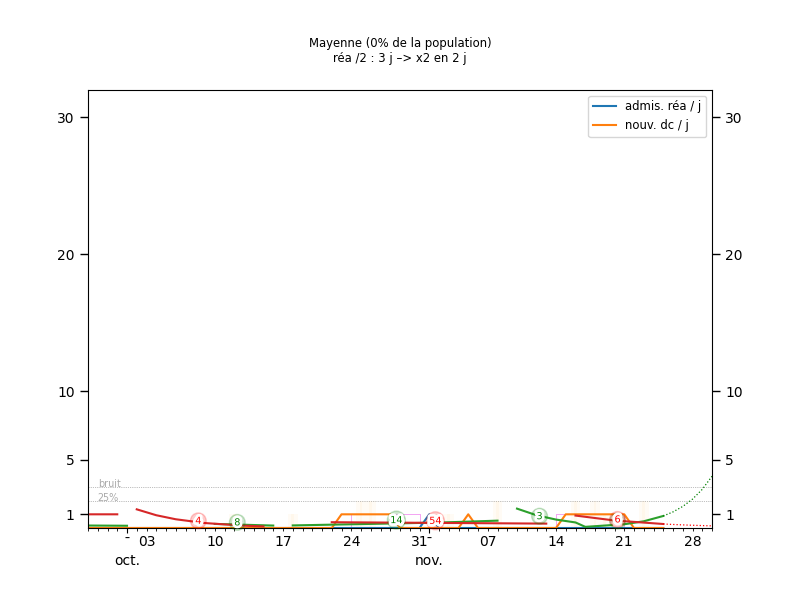 Mayenne (0% de la population)
réa /2 : 3 j –> x2 en 2 j
admis. réa / j
nouv. dc / j
30
30
20
20
10
10
5
5
bruit
25%
1
1
4
8
14
54
3
6
- 03 10 17 24 31 07 14 21 28
oct. nov.